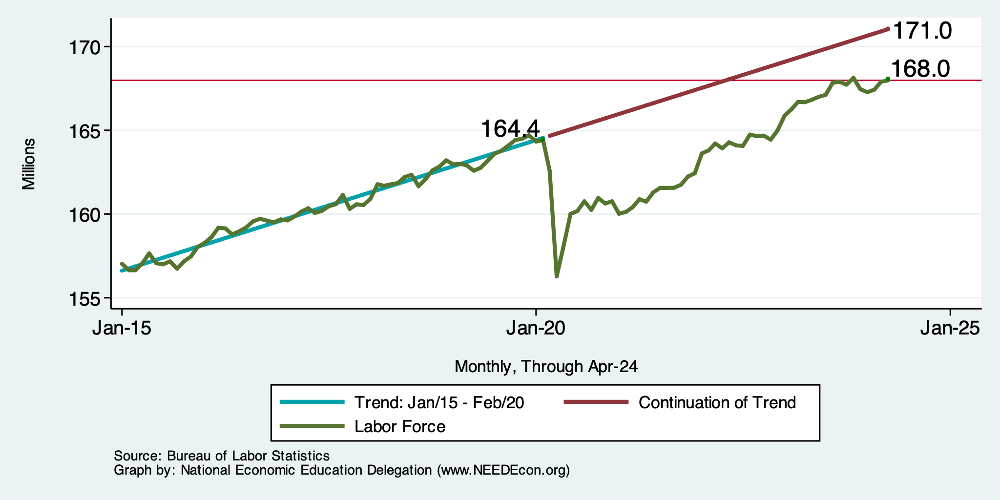 171.0
170
168.0
164.4
165
Millions
160
155
Jan-15 Jan-20 Jan-25
Monthly, Through Apr-24
Trend: Jan/15 - Feb/20 Continuation of Trend
Labor Force
Source: Bureau of Labor Statistics
Graph by: National Economic Education Delegation (www.NEEDEcon.org)